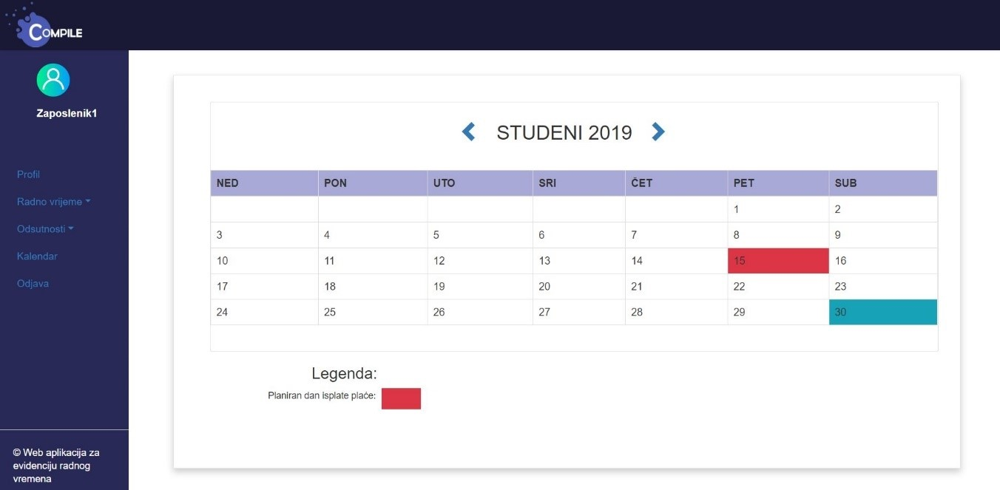 COMPILE
Zaposlenik1
Profil
Radno vrijeme
Odsutnosti
Kalendar
Odjava
© Web aplikacija za
evidenciju radnog
vremena
STUDENI 2019
NED PON UTO SRI ČET PET SUB
1 2
3 4 5 6 7 8 9
10 11 12 13 14 15 16
17 18 19 20 21 22 23
24 25 26 27 28 29 30
Legenda:
Planiran dan isplate plaće: